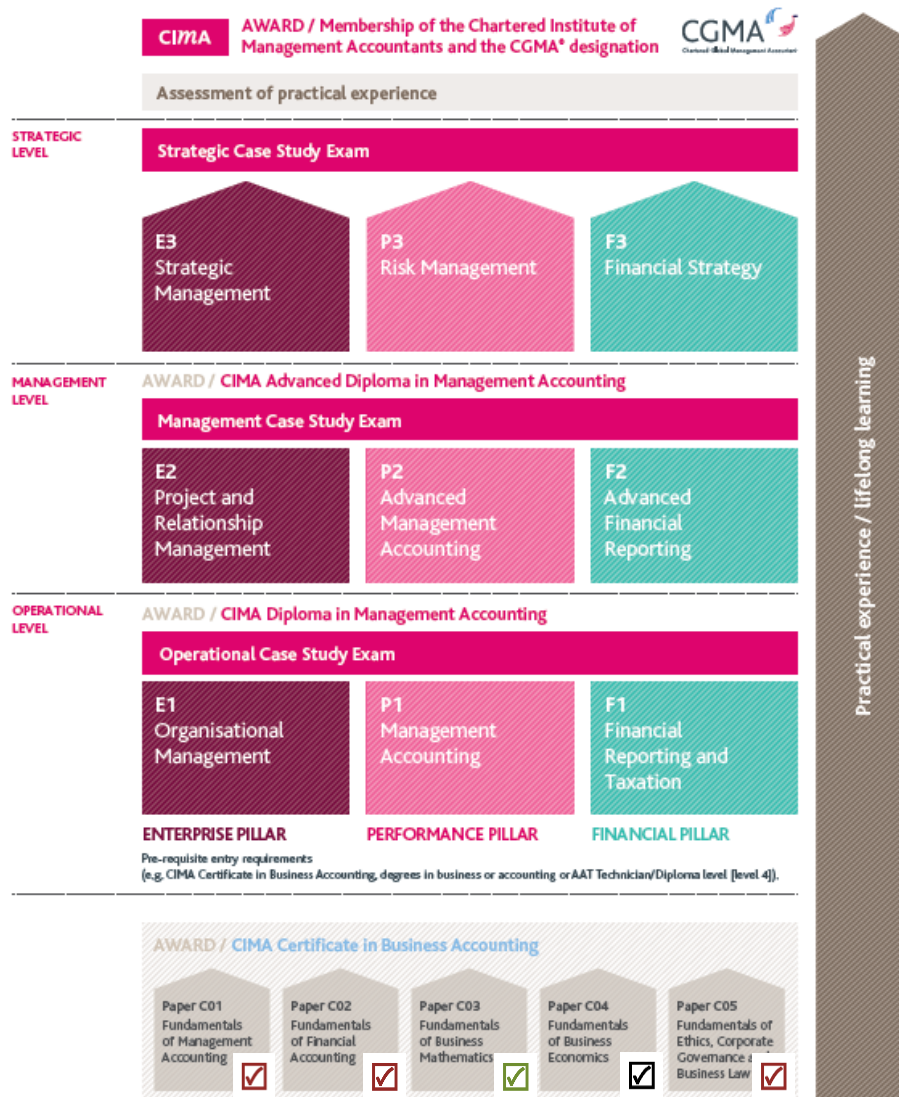 CIMA
AWARD / Membership of the Chartered Institute of
Management Accountants and the CGMA® designation
CGMA
Chartered Global Management Accountant
Assessment of practical experience
STRATEGIC
LEVEL
Strategic Case Study Exam
E3
Strategic
Management
P3
Risk Management
F3
Financial Strategy
MANAGEMENT
LEVEL
AWARD / CIMA Advanced Diploma in Management Accounting
Management Case Study Exam
E2
Project and
Relationship
Management
P2
Advanced
Management
Accounting
F2
Advanced
Financial
Reporting
OPERATIONAL
LEVEL
AWARD / CIMA Diploma in Management Accounting
Operational Case Study Exam
E1
Organisational
Management
P1
Management
Accounting
F1
Financial
Reporting and
Taxation
ENTERPRISE PILLAR
PERFORMANCE PILLAR
FINANCIAL PILLAR
Pre-requisite entry requirements
(e.g. CIMA Certificate in Business Accounting, degrees in business or accounting or AAT Technician/Diploma level [level 4]).
AWARD / CIMA Certificate in Business Accounting
Paper C01
Fundamentals
of Management
Accounting
Paper C02
Fundamentals
of Financial
Accounting
Paper C03
Fundamentals
of Business
Mathematics
Paper C04
Fundamentals
of Business
Economics
Paper C05
Fundamentals of
Ethics, Corporate
Governance
Business Law
Practical experience / lifelong learning